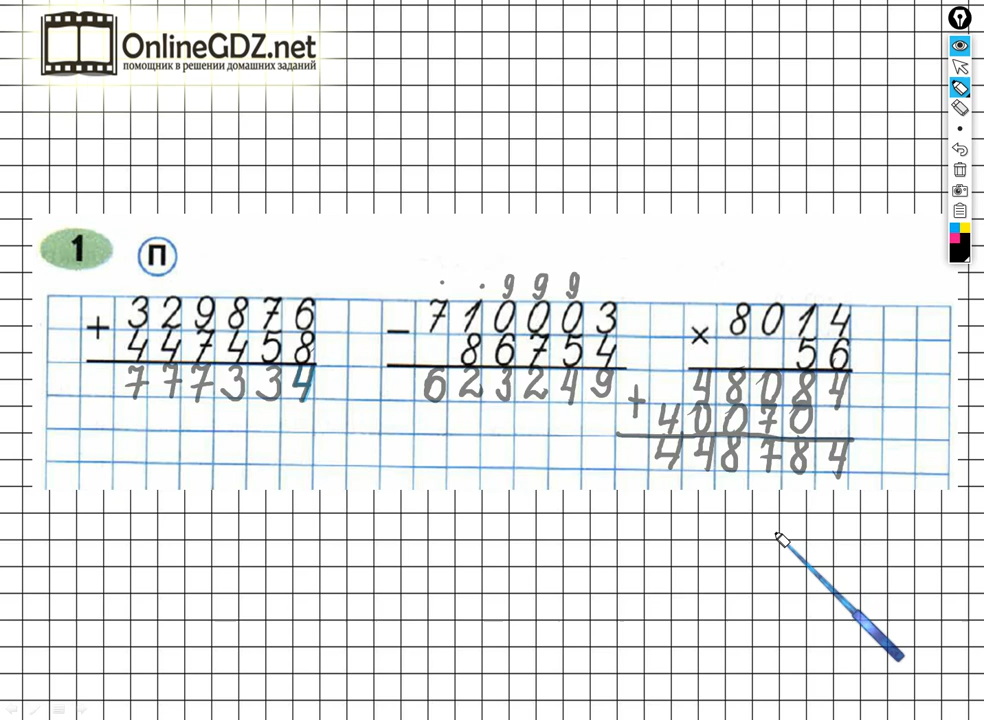 OnlineGDZ.net
помощник в решении домашних заданий
1 П
999
+ 329876 − 710003 × 8014
447458 86754 56
777334 623249 48084
+ 40070
448784